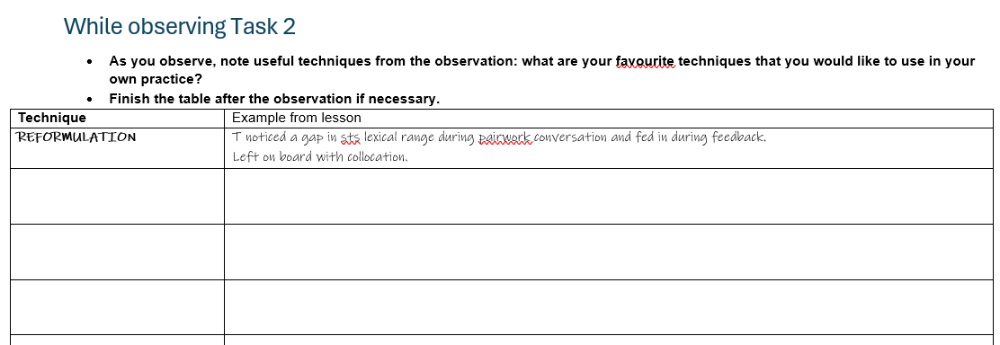 While observing Task 2
• As you observe, note useful techniques from the observation: what are your favourite techniques that you would like to use in your
own practice?
• Finish the table after the observation if necessary.
Technique Example from lesson
REFORMULATION T noticed a gap in sts lexical range during pairwork conversation and fed in during feedback.
Left on board with collocation.